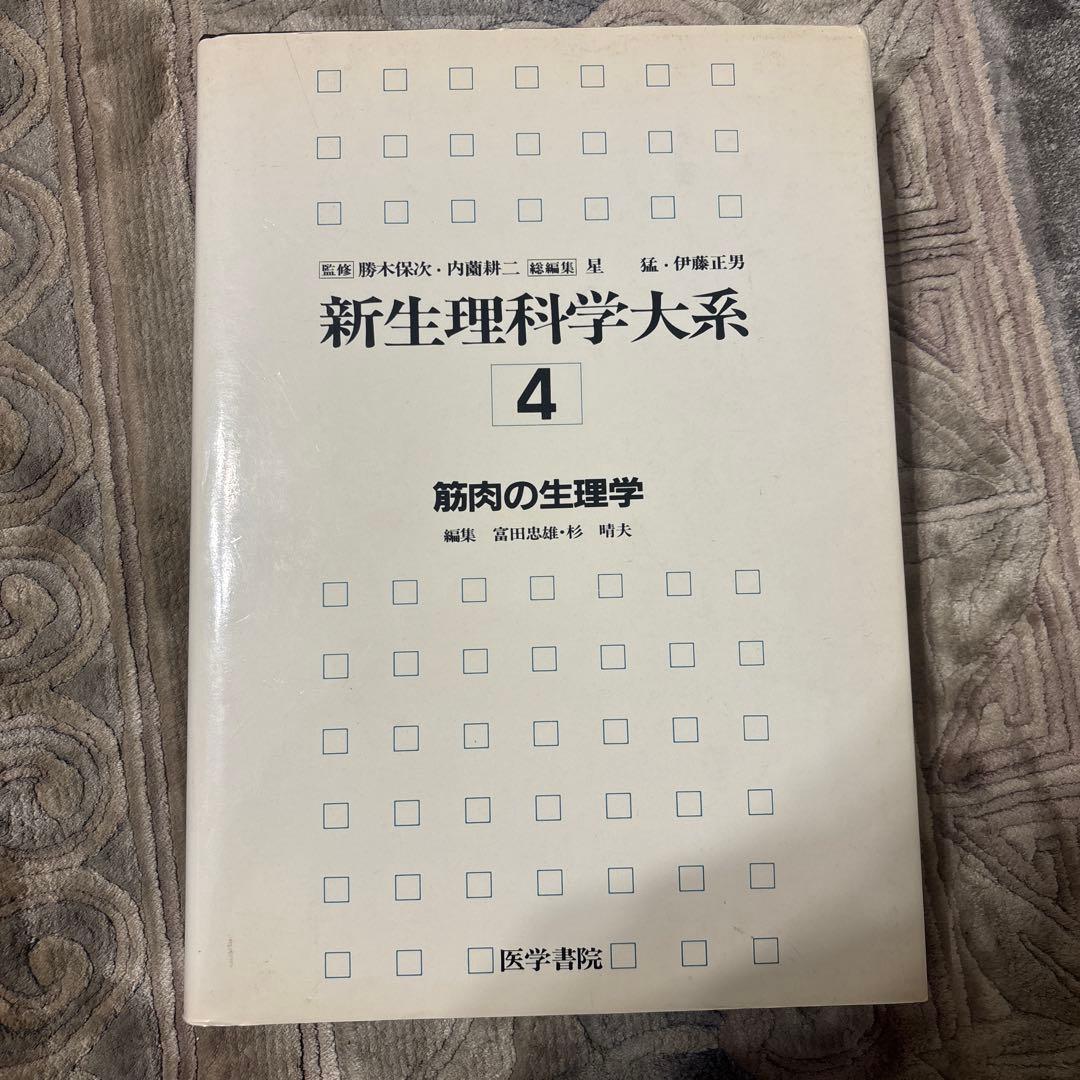 監修 勝木保次・内薗耕二 総編集 星 猛・伊藤正男
新生理科学大系
4
筋肉の生理学
編集 富田忠雄・杉 晴夫
医学書院